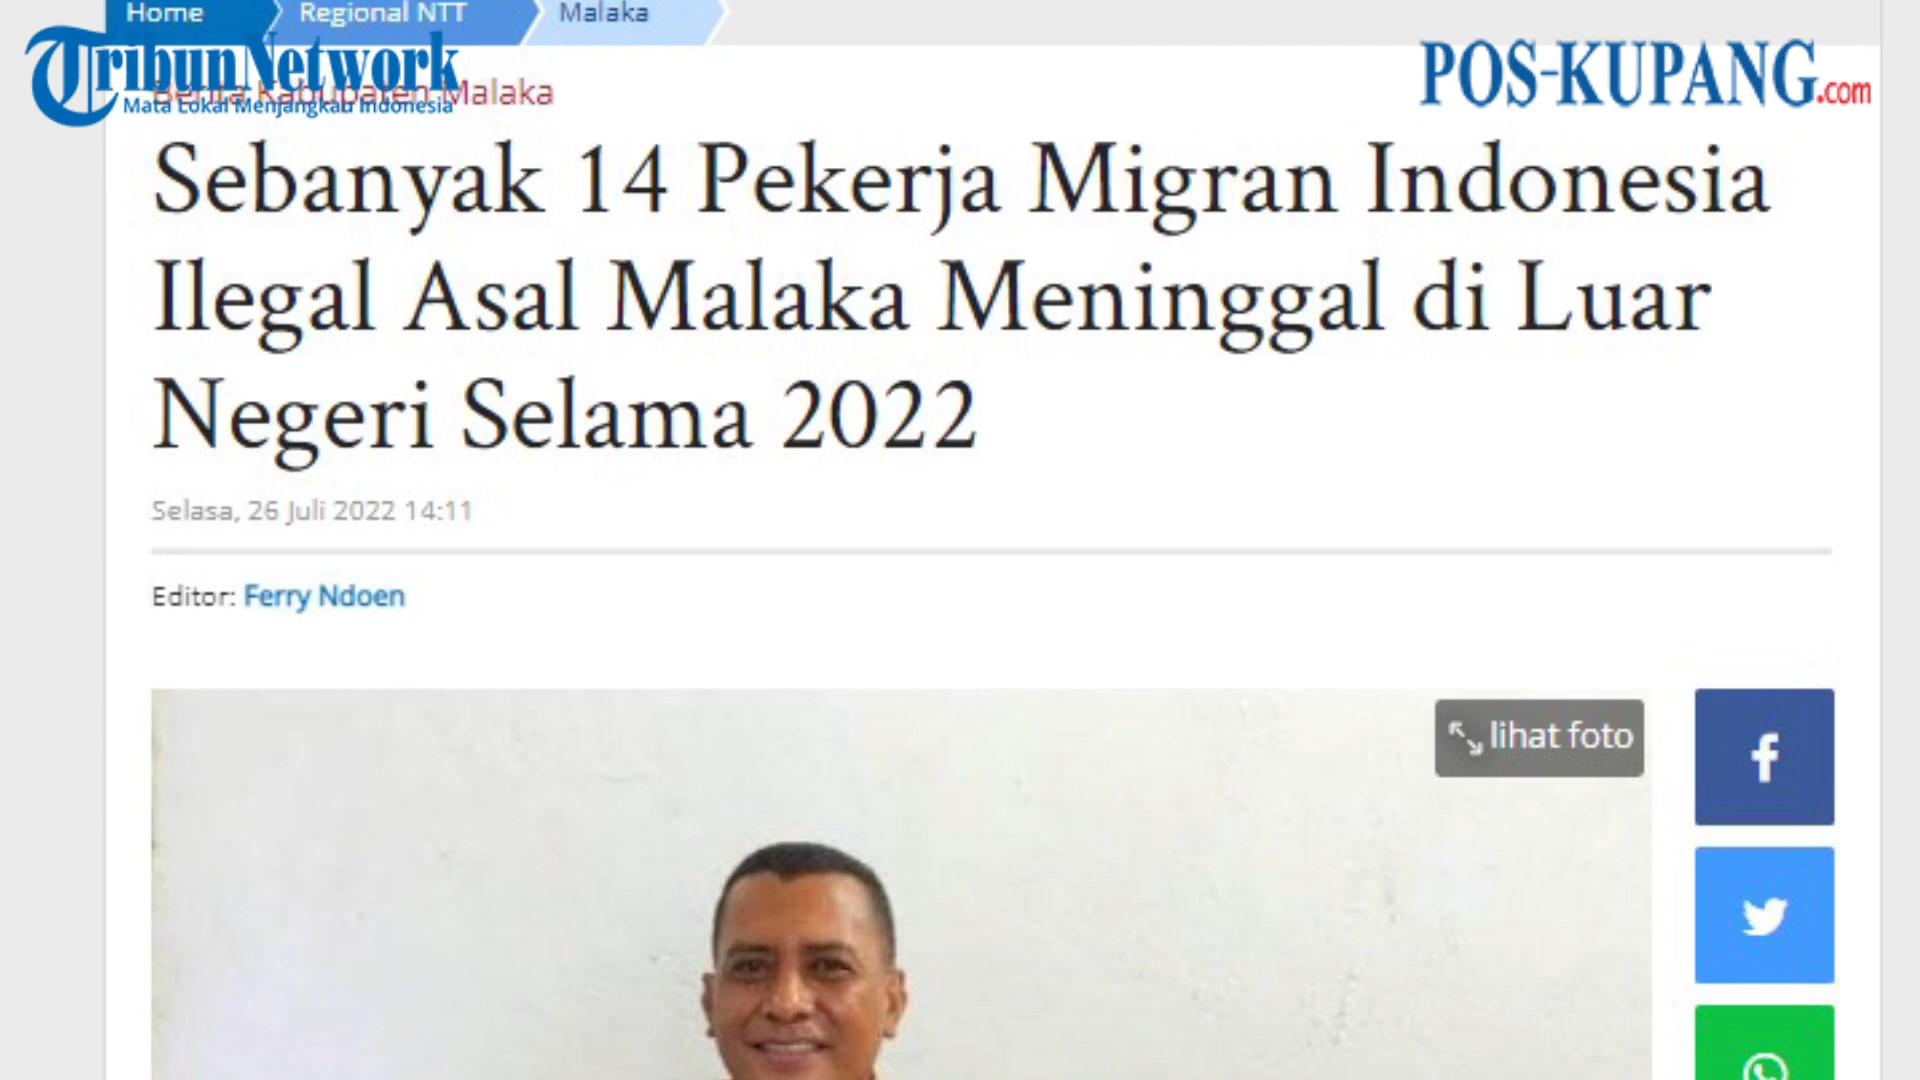 Home Regional NTT Malaka
TribunNetwork
Mata Lokal Menjangkau Indonesia
POS-KUPANG.com
Berita Kabupaten Malaka
Sebanyak 14 Pekerja Migran Indonesia
Ilegal Asal Malaka Meninggal di Luar
Negeri Selama 2022
Selasa, 26 Juli 2022 14:11
Editor: Ferry Ndoen
lihat foto